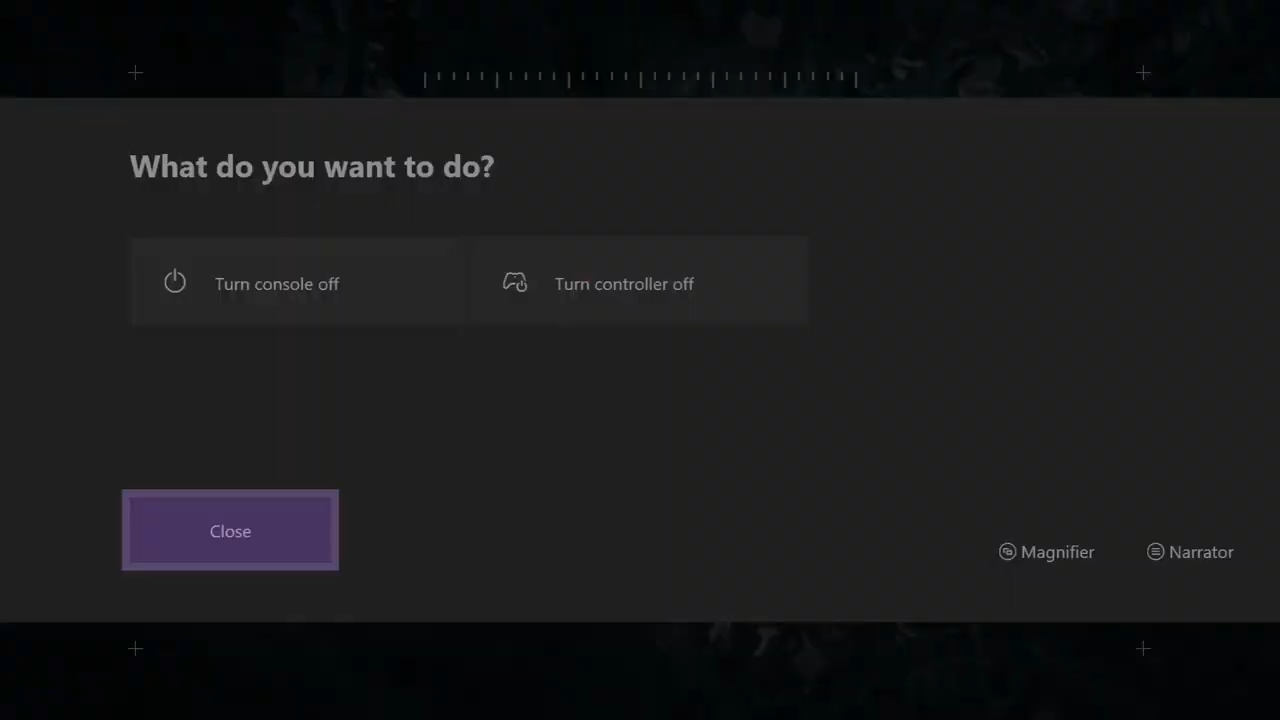 What do you want to do?
Turn console off
Turn controller off
Close
Magnifier
Narrator